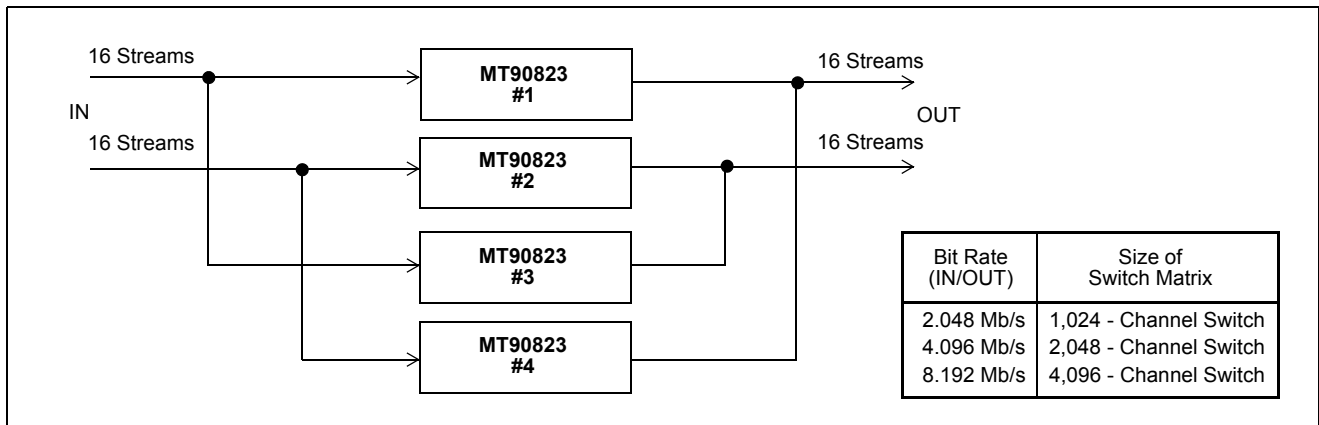 16 Streams
MT90823
#1
16 Streams
IN
OUT
16 Streams
MT90823
#2
16 Streams
MT90823
#3
MT90823
#4
Bit Rate
(IN/OUT)
Size of
Switch Matrix
2.048 Mb/s 1,024 - Channel Switch
4.096 Mb/s 2,048 - Channel Switch
8.192 Mb/s 4,096 - Channel Switch